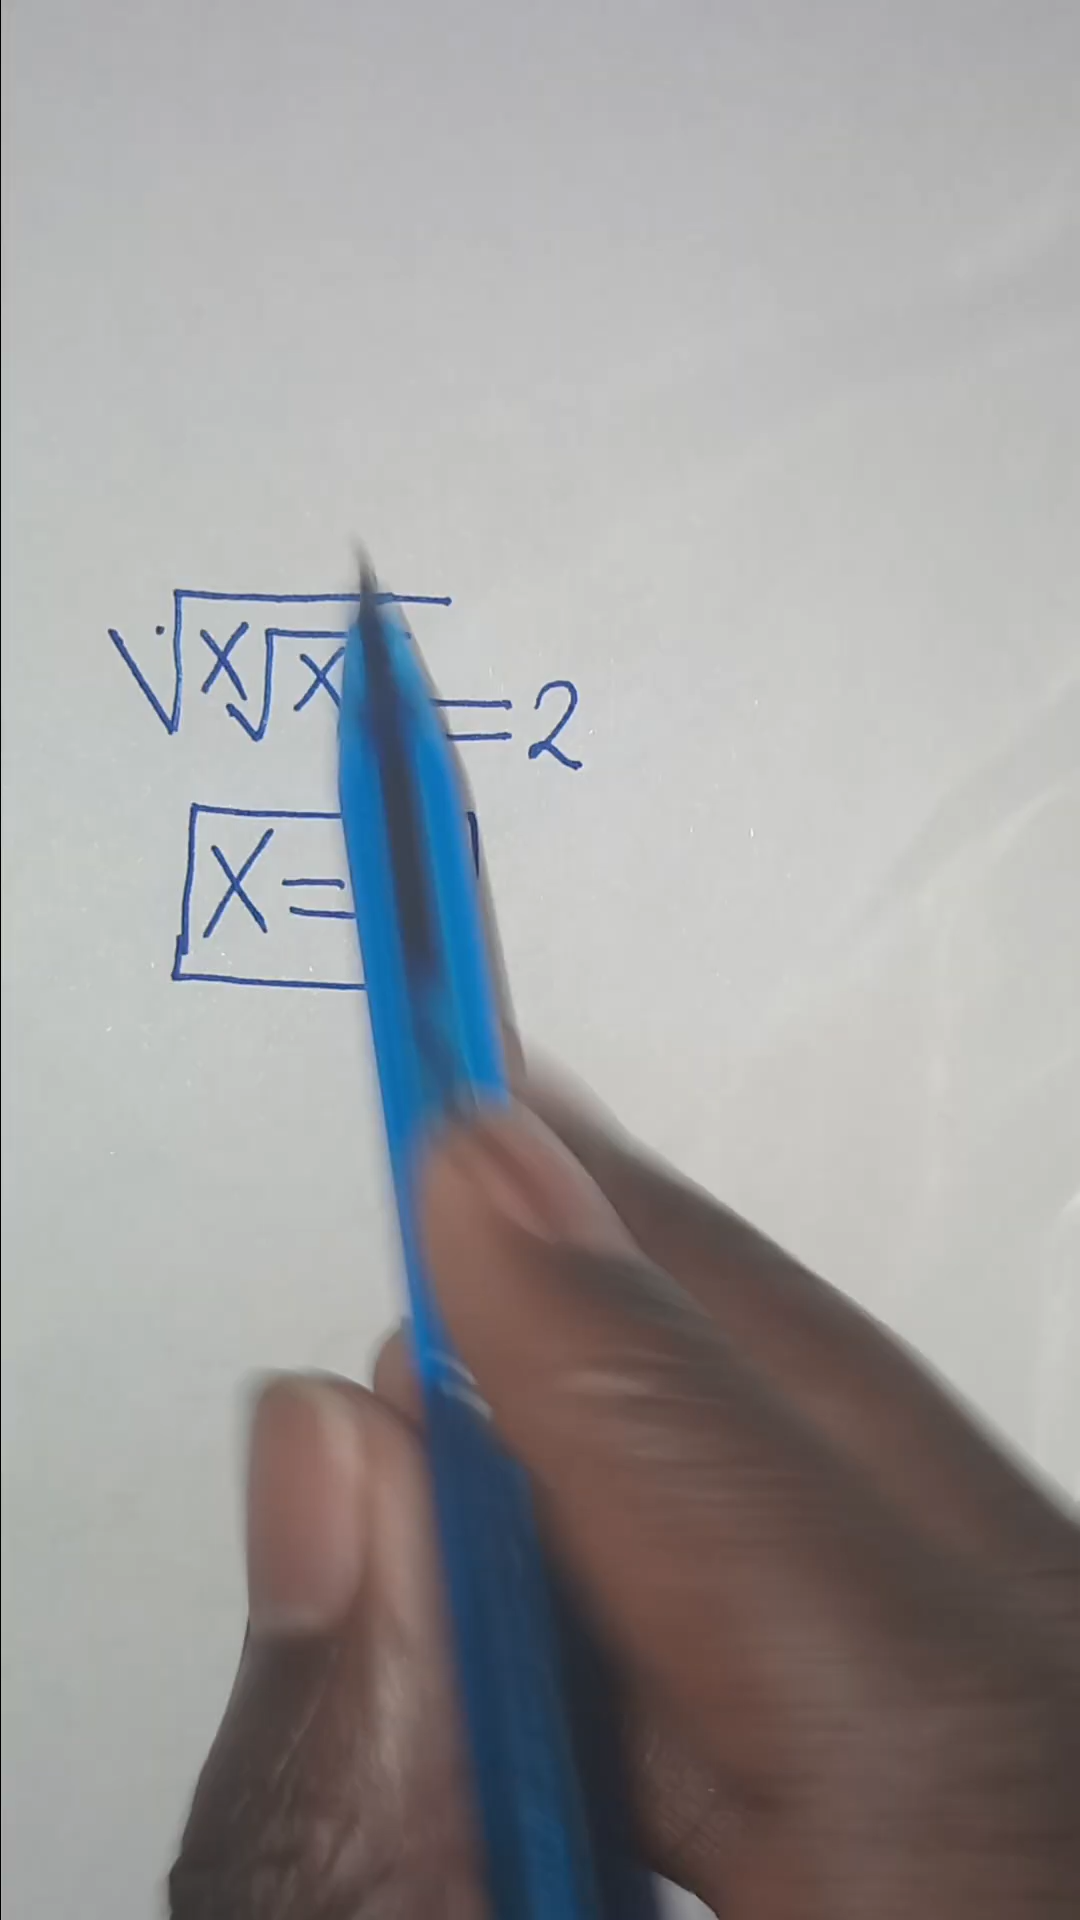 √x√x = 2
x =